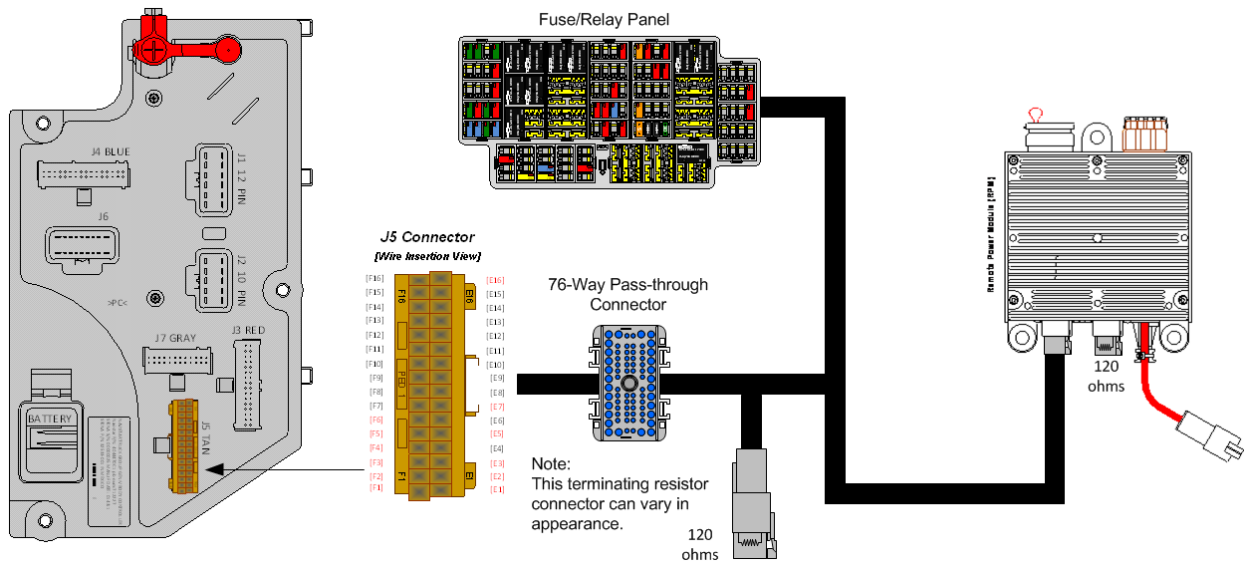 Fuse/Relay Panel
J4 BLUE
J1 12 PIN
J6
J2 10 PIN
>PC<
J3 RED
J7 GRAY
BATTERY
J5 TAN
J5 Connector
[Wire Insertion View]
[F16]
[F15]
[F14]
[F13]
[F12]
[F11]
[F10]
[F9]
[F8]
[F7]
[F6]
[F5]
[F4]
[F3]
[F2]
[F1]
F16
E16
F1
E1
[E16]
[E15]
[E14]
[E13]
[E12]
[E11]
[E10]
[E9]
[E8]
[E7]
[E6]
[E5]
[E4]
[E3]
[E2]
[E1]
76-Way Pass-through
Connector
Note:
This terminating resistor
connector can vary in
appearance.
120
ohms
Remote Power Module [RPM]
120
ohms